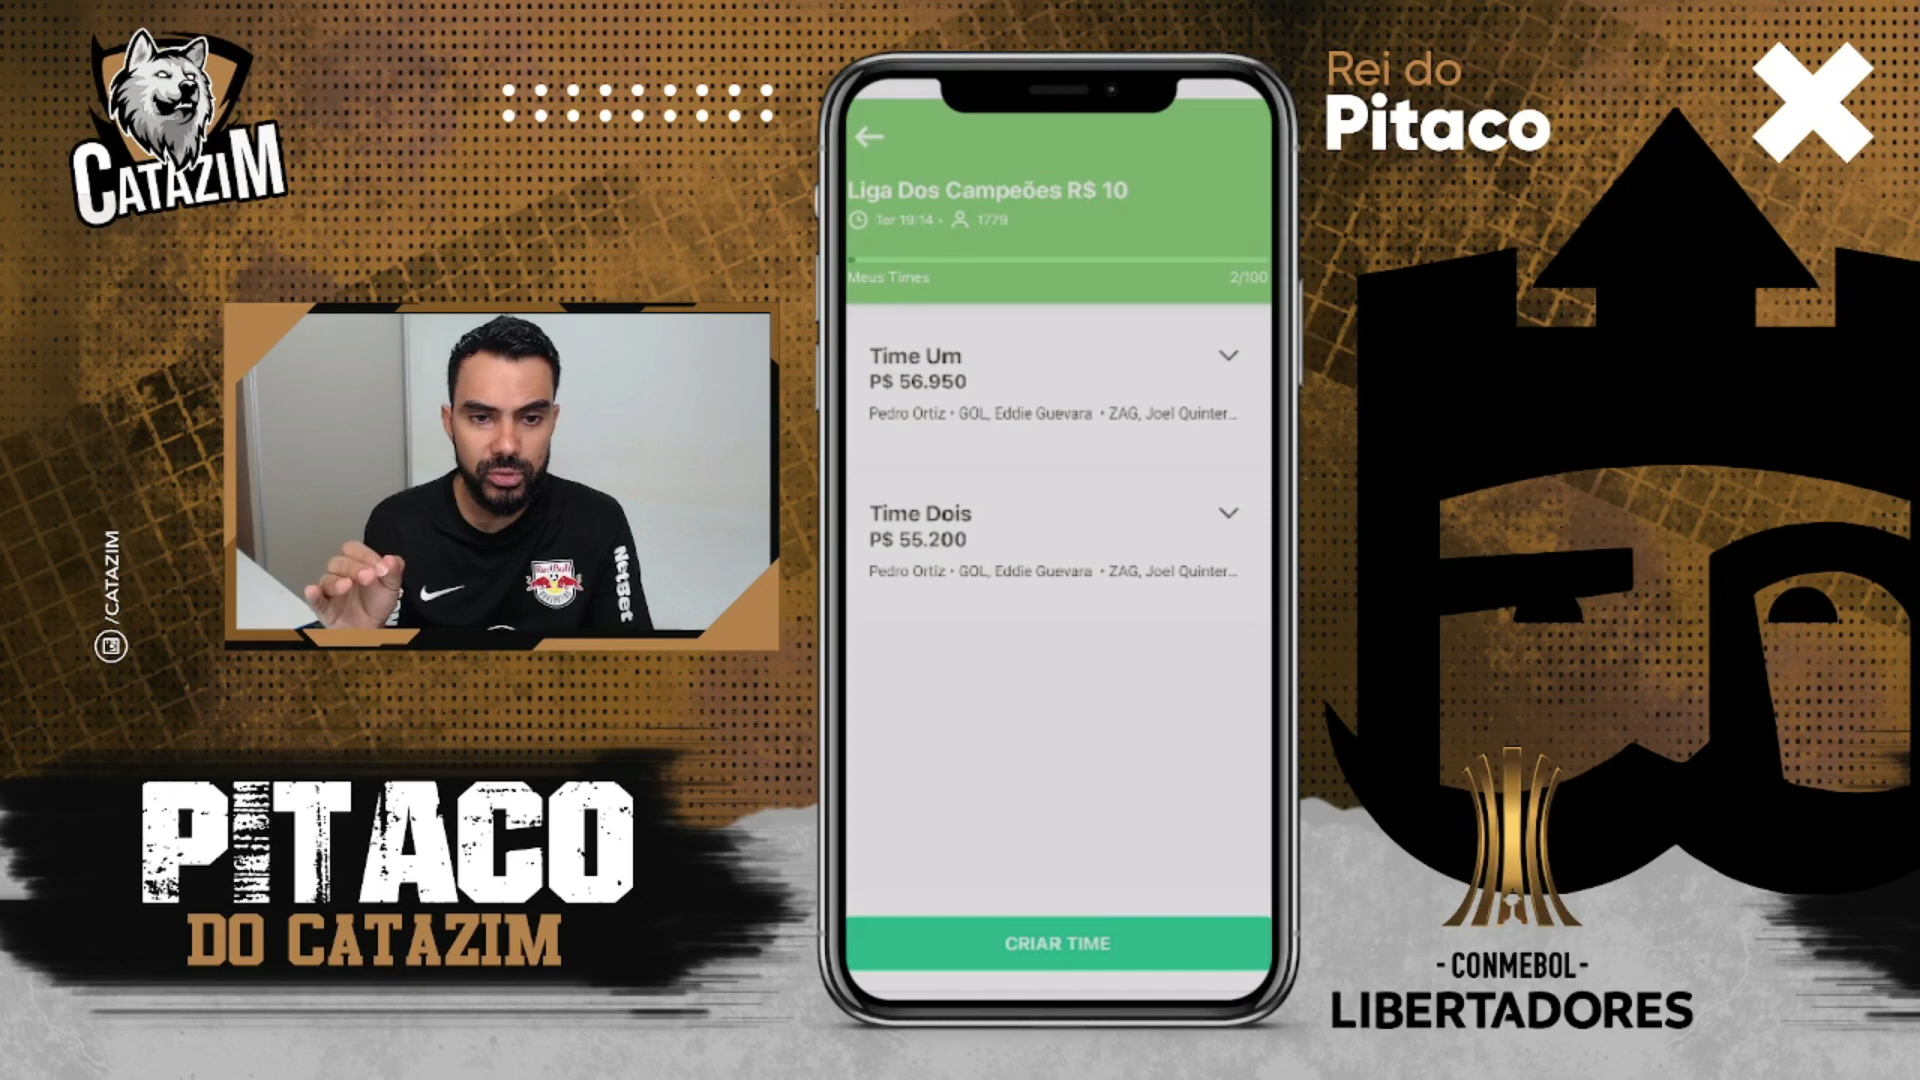 CATAZIM
/CATAZIM
RedBull
NetBet
PITACO
DO CATAZIM
Liga Dos Campeões R$ 10
Ter 19:14 • 1779
Meus Times 2/100
Time Um
P$ 56.950
Pedro Ortiz • GOL, Eddie Guevara • ZAG, Joel Quinter...
Time Dois
P$ 55.200
Pedro Ortiz • GOL, Eddie Guevara • ZAG, Joel Quinter...
CRIAR TIME
Rei do
Pitaco
-CONMEBOL-
LIBERTADORES